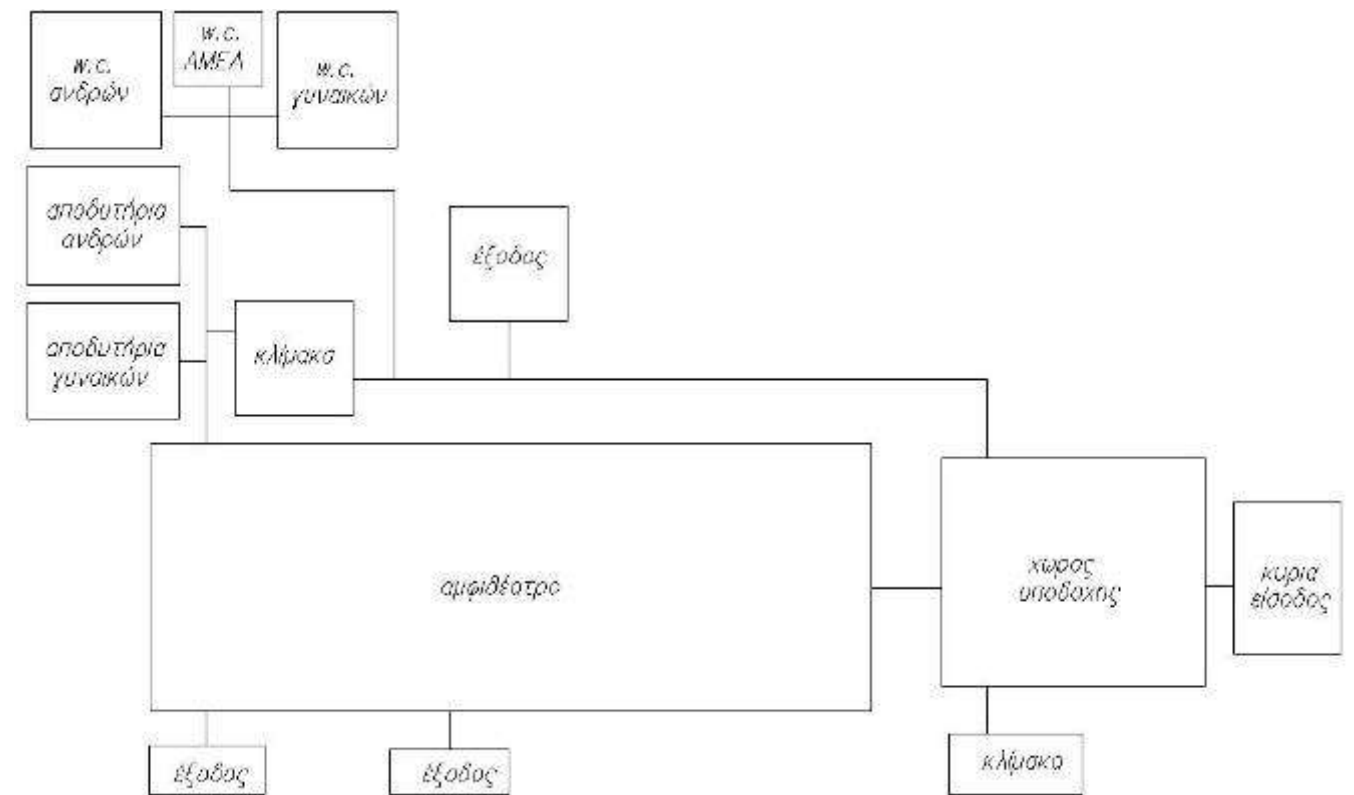 w.c.
ανδρών
w.c.
ΑΜΕΑ
w.c.
γυναικών
αποδυτήρια
ανδρών
έξοδος
αποδυτήρια
γυναικών
κλίμακα
αμφιθέατρο
χωρος
υποδοχης
κυρια
είσοδος
έξοδος
έξοδος
κλίμακα